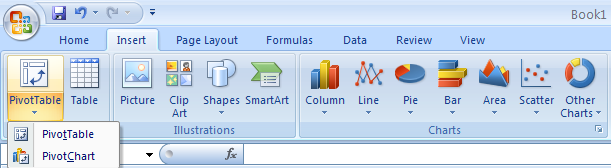 Book1
Home Insert Page Layout Formulas Data Review View
PivotTable Table Picture Clip Art Shapes SmartArt Column Line Pie Bar Area Scatter Other Charts
Illustrations Charts
PivotTable
PivotChart
fx